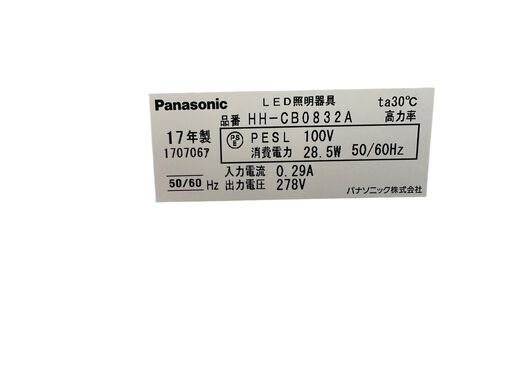 Panasonic LED照明器具 ta30℃
品番 HH-CB0832A 高力率
17年製 PS E PESL 100V
1707067 消費電力 28.5W 50/60Hz
入力電流 0.29A
50/60 Hz 出力電圧 278V パナソニック株式会社